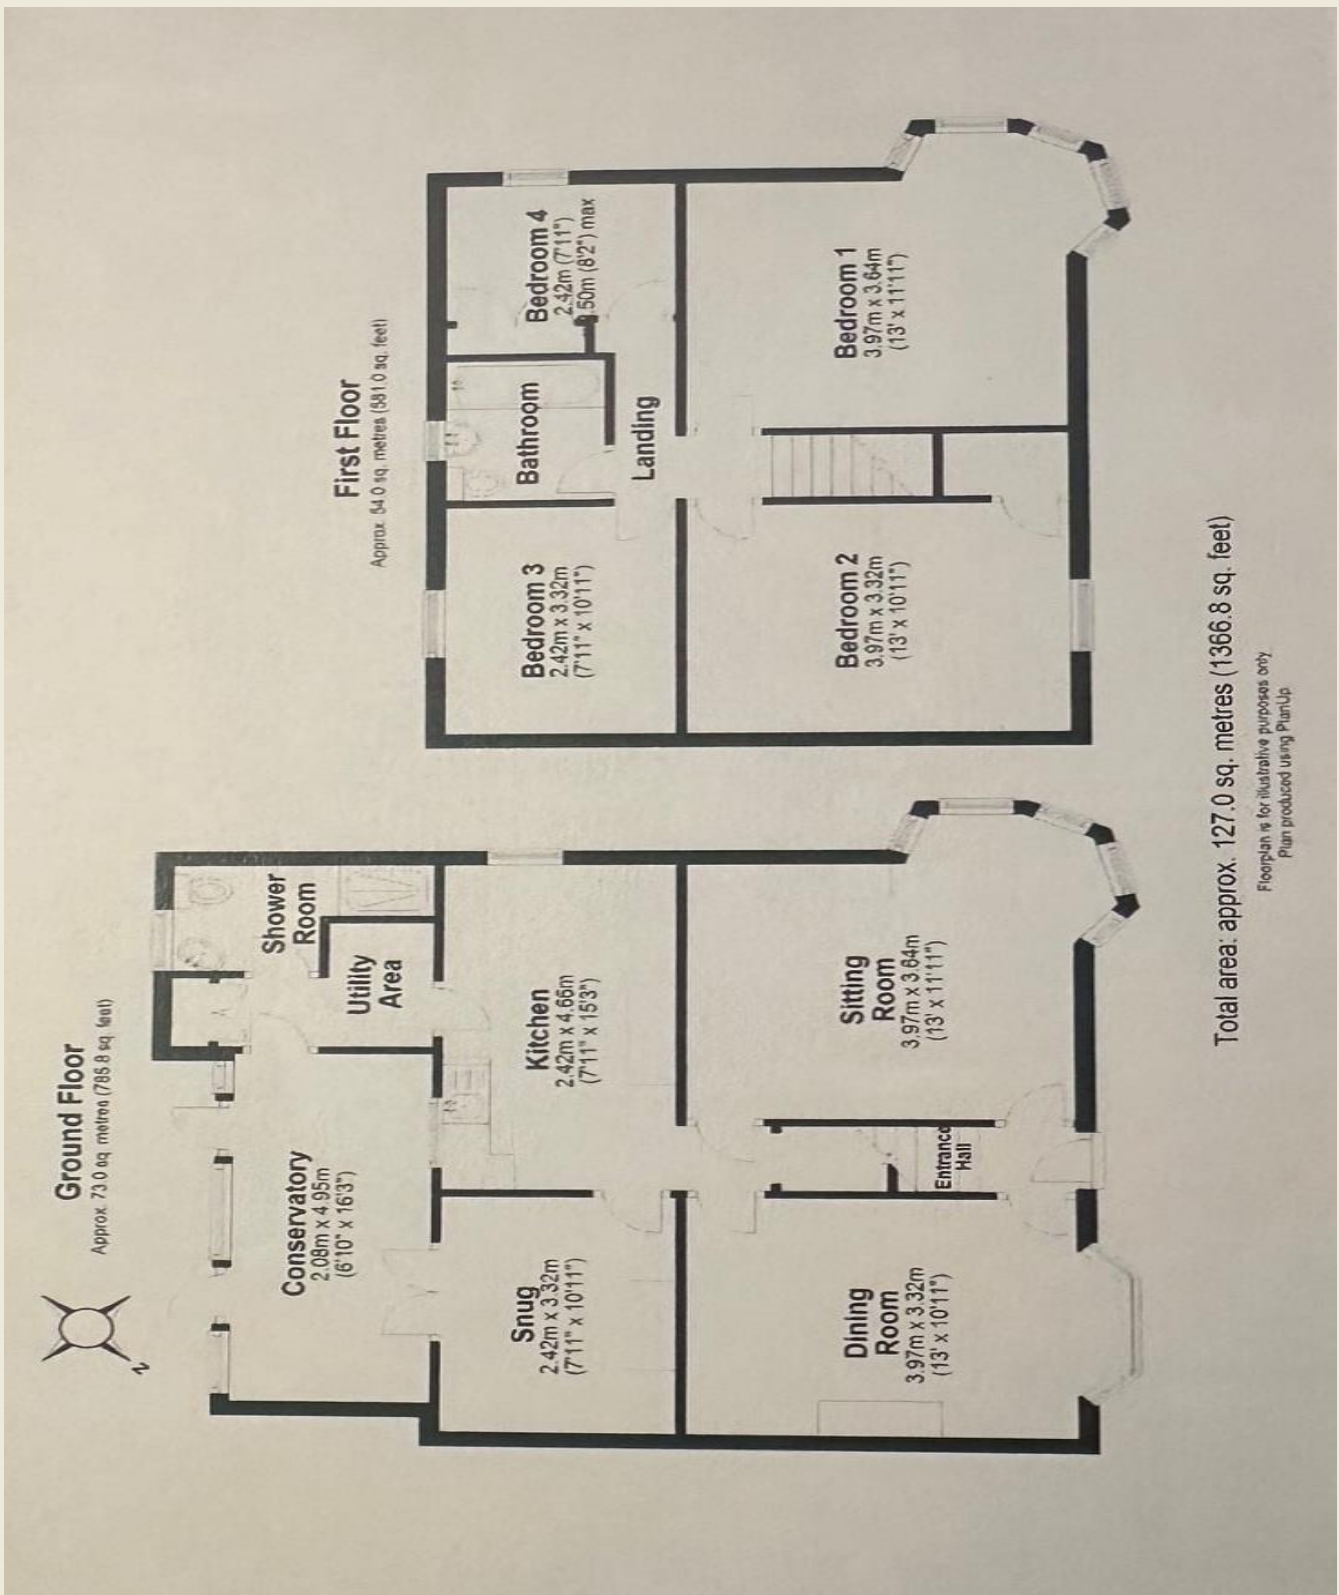 Ground Floor
Approx. 73.0 sq. metres (785.8 sq. feet)
N
Conservatory
2.08m x 4.95m
(6'10" x 16'3")
Shower
Room
Utility
Area
Snug
2.42m x 3.32m
(7'11" x 10'11")
Kitchen
2.42m x 4.66m
(7'11" x 15'3")
Dining
Room
3.97m x 3.32m
(13' x 10'11")
Entrance
Hall
Sitting
Room
3.97m x 3.64m
(13' x 11'11")
First Floor
Approx. 54.0 sq. metres (581.0 sq. feet)
Bedroom 3
2.42m x 3.32m
(7'11" x 10'11")
Bathroom
Bedroom 4
2.42m (7'11")
.50m (8'2") max
Landing
Bedroom 2
3.97m x 3.32m
(13' x 10'11")
Bedroom 1
3.97m x 3.64m
(13' x 11'11")
Total area: approx. 127.0 sq. metres (1366.8 sq. feet)
Floorplan is for illustrative purposes only
Plan produced using PlanUp